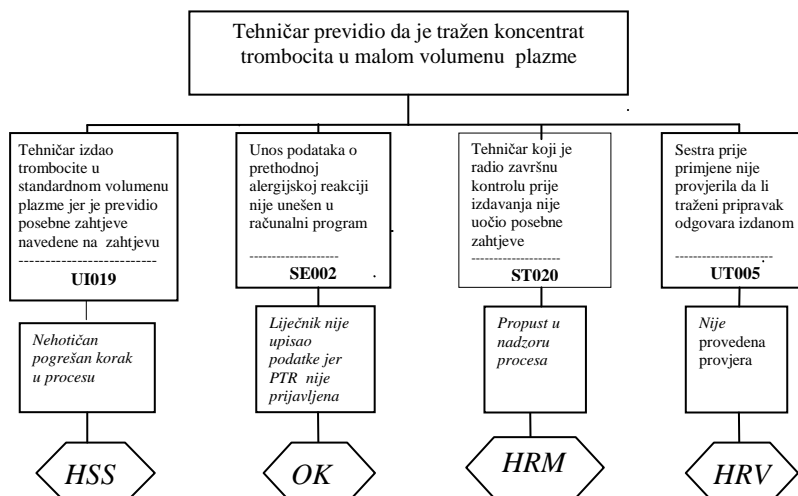 Tehničar previdio da je tražen koncentrat
trombocita u malom volumenu plazme
Tehničar izdao
trombocite u
standardnom volumenu
plazme jer je previdio
posebne zahtjeve
navedene na zahtjevu
--------------------------
UI019
Unos podataka o
prethodnoj
alergijskoj reakciji
nije unešen u
računalni program
-------------------
SE002
Tehničar koji je
radio završnu
kontrolu prije
izdavanja nije
uočio posebne
zahtjeve
-------------------
ST020
Sestra prije
primjene nije
provjerila da li
traženi pripravak
odgovara izdanom
-------------------
UT005
Nehotičan
pogrešan korak
u procesu
Liječnik nije
upisao
podatke jer
PTR nije
prijavljena
Propust u
nadzoru
procesa
Nije
provedena
provjera
HSS
OK
HRM
HRV